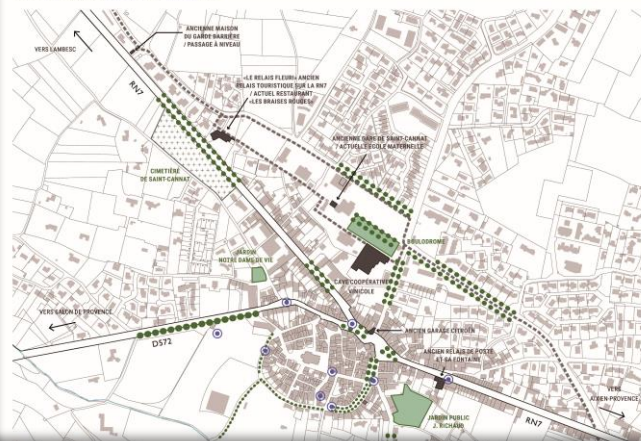 ANCIENNE MAISON
DU GARDE BARRIÈRE
/ PASSAGE À NIVEAU
VERS LAMBESC
RN7
«LE RELAIS FLEURI» ANCIEN
RELAIS TOURISTIQUE SUR LA RN7
/ ACTUEL RESTAURANT
«LES BRAISES ROUGES»
ANCIENNE GARE DE SAINT-CANNAT
/ ACTUELLE ÉCOLE MATERNELLE
CIMETIÈRE
DE SAINT-CANNAT
BOULODROME
JARDIN
NOTRE DAME DE VIE
CAVE COOPÉRATIVE
VINICOLE
VERS SALON DE PROVENCE
D572
ANCIEN GARAGE CITROËN
ANCIEN RELAIS DE POSTE
ET SA FONTAINE
VERS
AIX-EN-PROVENCE
JARDIN PUBLIC
J. RICHAUD
RN7